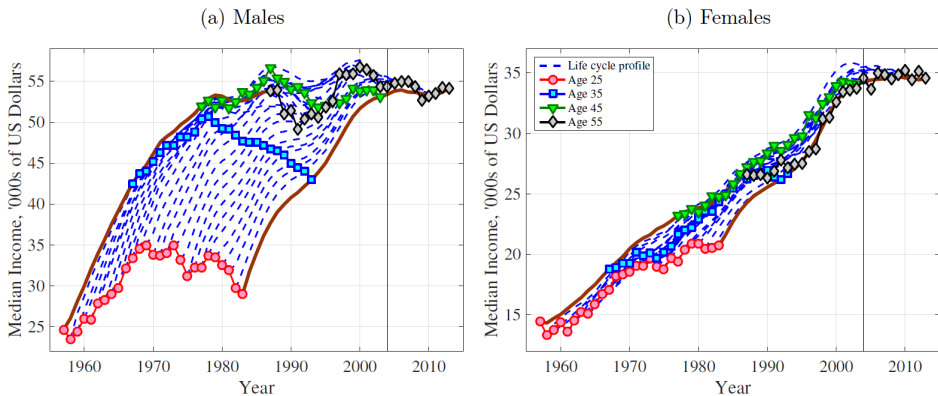 (a) Males
Median Income, '000s of US Dollars
55
50
45
40
35
30
25
1960
1970
1980
1990
2000
2010
Year
(b) Females
Median Income, '000s of US Dollars
35
30
25
20
15
Life cycle profile
Age 25
Age 35
Age 45
Age 55
1960
1970
1980
1990
2000
2010
Year